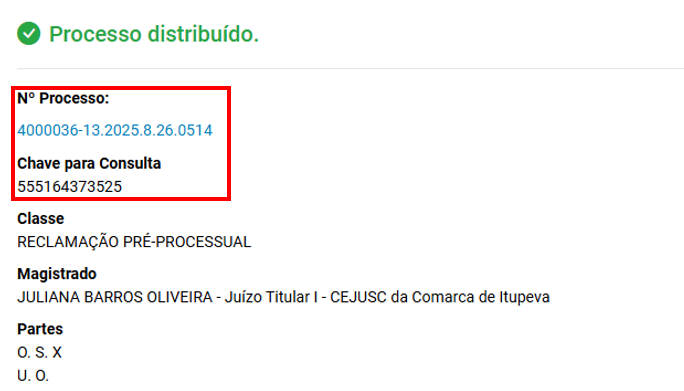 Processo distribuído.
Nº Processo:
4000036-13.2025.8.26.0514
Chave para Consulta
555164373525
Classe
RECLAMAÇÃO PRÉ-PROCESSUAL
Magistrado
JULIANA BARROS OLIVEIRA - Juízo Titular I - CEJUSC da Comarca de Itupeva
Partes
O. S. X
U. O.